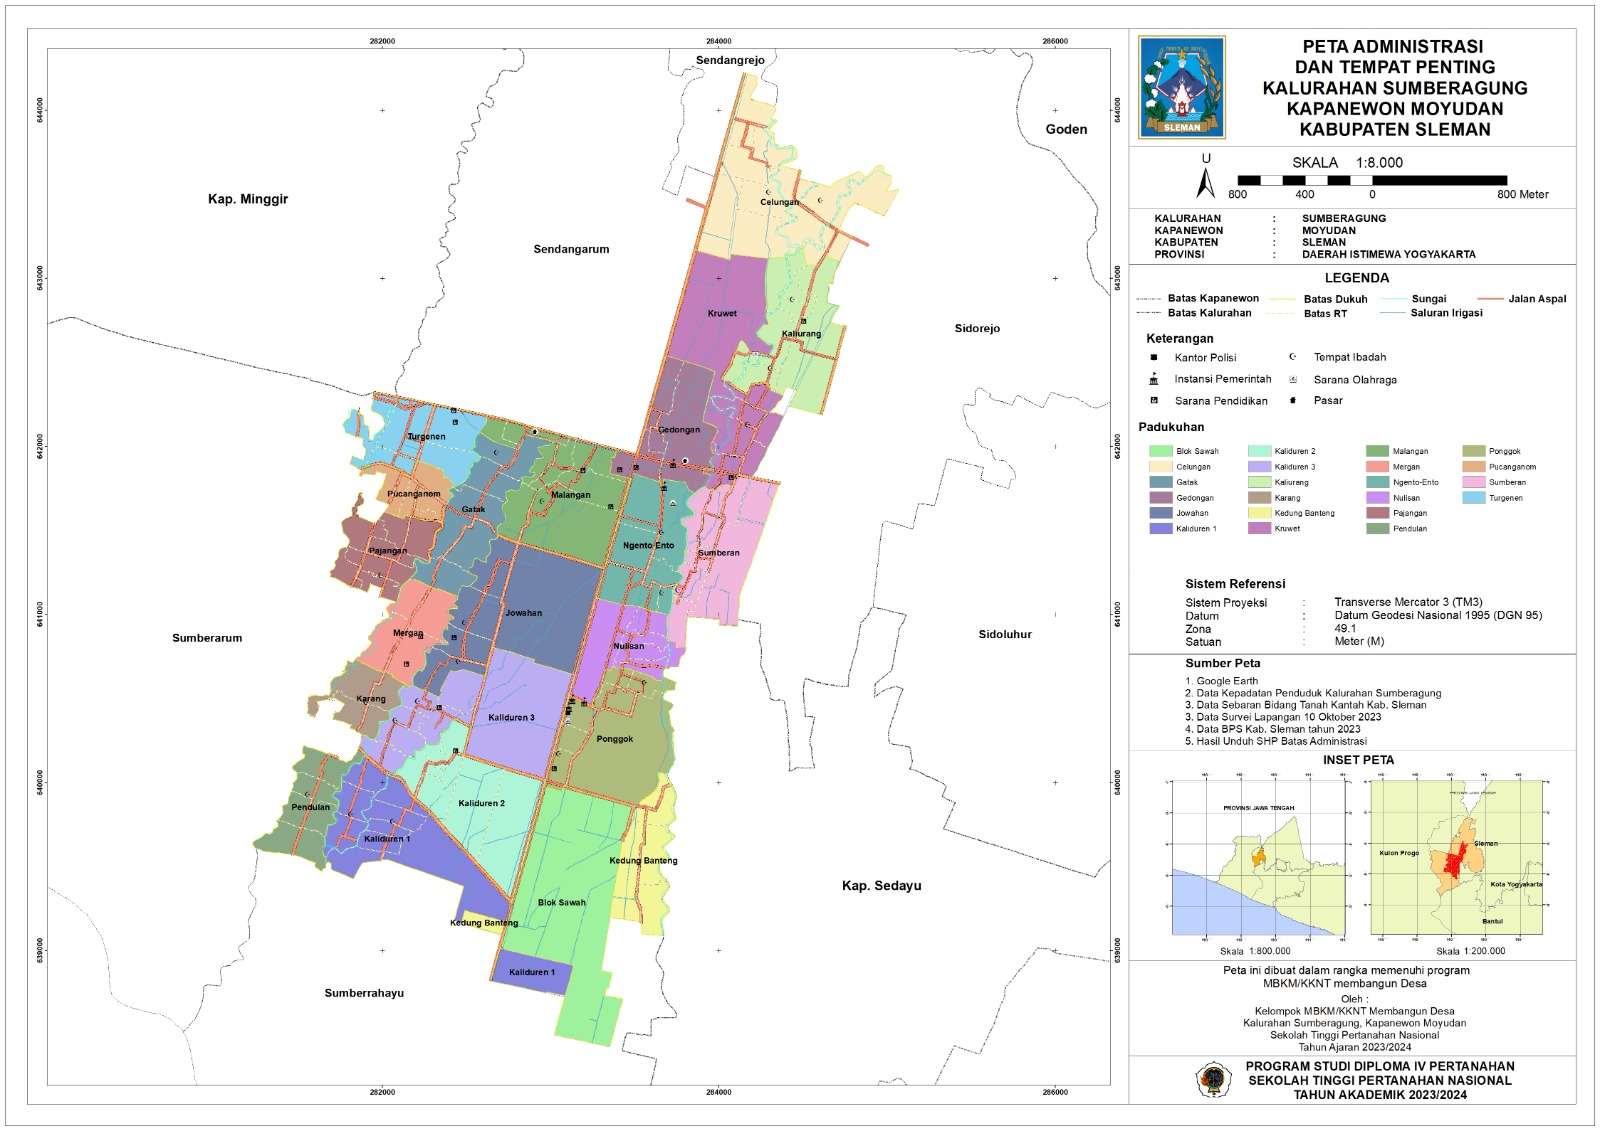 PETA ADMINISTRASI
DAN TEMPAT PENTING
KALURAHAN SUMBERAGUNG
KAPANEWON MOYUDAN
KABUPATEN SLEMAN
SLEMAN
U
SKALA 1:8.000
800 400 0 800 Meter
KALURAHAN : SUMBERAGUNG
KAPANEWON : MOYUDAN
KABUPATEN : SLEMAN
PROVINSI : DAERAH ISTIMEWA YOGYAKARTA
LEGENDA
Batas Kapanewon Batas Dukuh Sungai Jalan Aspal
Batas Kalurahan Batas RT Saluran Irigasi
Keterangan
Kantor Polisi Tempat Ibadah
Instansi Pemerintah Sarana Olahraga
Sarana Pendidikan Pasar
Padukuhan
Blok Sawah Kaliduren 2 Malangan Ponggok
Celungan Kaliduren 3 Mergan Pucanganom
Gatak Kaliurang Ngento-Ento Sumberan
Gedongan Karang Nulisan Turgenen
Jowahan Kedung Banteng Pajangan
Kaliduren 1 Kruwet Pendulan
Sistem Referensi
Sistem Proyeksi : Transverse Mercator 3 (TM3)
Datum : Datum Geodesi Nasional 1995 (DGN 95)
Zona : 49.1
Satuan : Meter (M)
Sumber Peta
1. Google Earth
2. Data Kepadatan Penduduk Kalurahan Sumberagung
3. Data Sebaran Bidang Tanah Kantah Kab. Sleman
3. Data Survei Lapangan 10 Oktober 2023
4. Data BPS Kab. Sleman tahun 2023
5. Hasil Unduh SHP Batas Administrasi
INSET PETA
PROVINSI JAWA TENGAH
Skala 1:800.000
Kulon Progo
Sleman
Kota Yogyakarta
Bantul
Skala 1:200.000
Peta ini dibuat dalam rangka memenuhi program
MBKM/KKNT membangun Desa
Oleh :
Kelompok MBKM/KKNT Membangun Desa
Kalurahan Sumberagung, Kapanewon Moyudan
Sekolah Tinggi Pertanahan Nasional
Tahun Ajaran 2023/2024
PROGRAM STUDI DIPLOMA IV PERTANAHAN
SEKOLAH TINGGI PERTANAHAN NASIONAL
TAHUN AKADEMIK 2023/2024
282000 284000 286000
Sendangrejo
644000 644000
Goden
Kap. Minggir
Celungan
Sendangarum
643000 643000
Kruwet
Sidorejo
Kaliurang
Gedongan
Turgenen
642000 642000
Pucanganom
Malangan
Gatak
Ngento-Ento
Pajangan
Sumberan
Jowahan
641000 641000
Mergan
Sumberarum
Sidoluhur
Nulisan
Karang
Kaliduren 3
Ponggok
640000 640000
Kaliduren 2
Pendulan
Kaliduren 1
Kedung Banteng
Kap. Sedayu
Blok Sawah
Kedung Banteng
639000 639000
Kaliduren 1
Sumberrahayu
282000 284000 286000